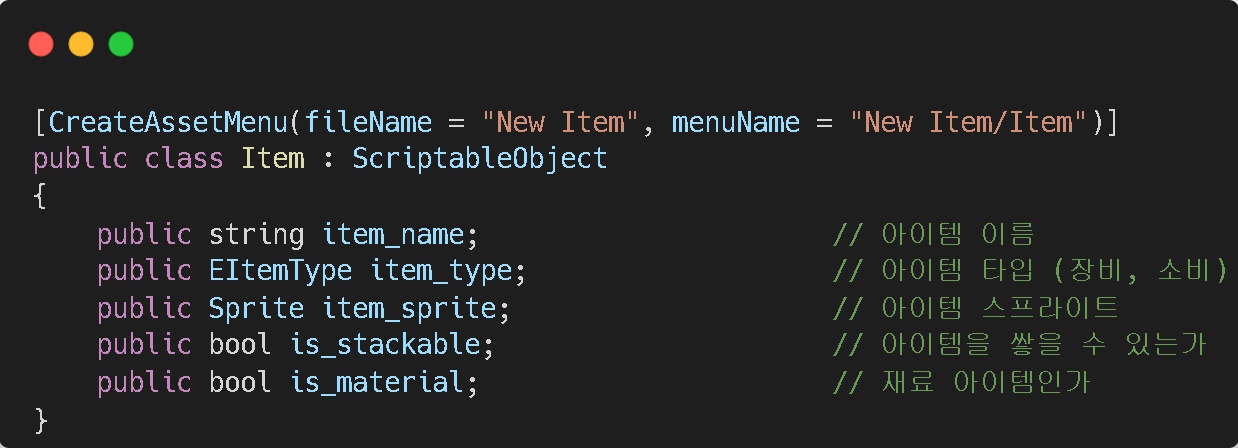 [CreateAssetMenu(fileName = "New Item", menuName = "New Item/Item")]
public class Item : ScriptableObject
{
    public string item_name;                      // 아이템 이름
    public EItemType item_type;                   // 아이템 타입 (장비, 소비)
    public Sprite item_sprite;                    // 아이템 스프라이트
    public bool is_stackable;                     // 아이템을 쌓을 수 있는가
    public bool is_material;                      // 재료 아이템인가
}